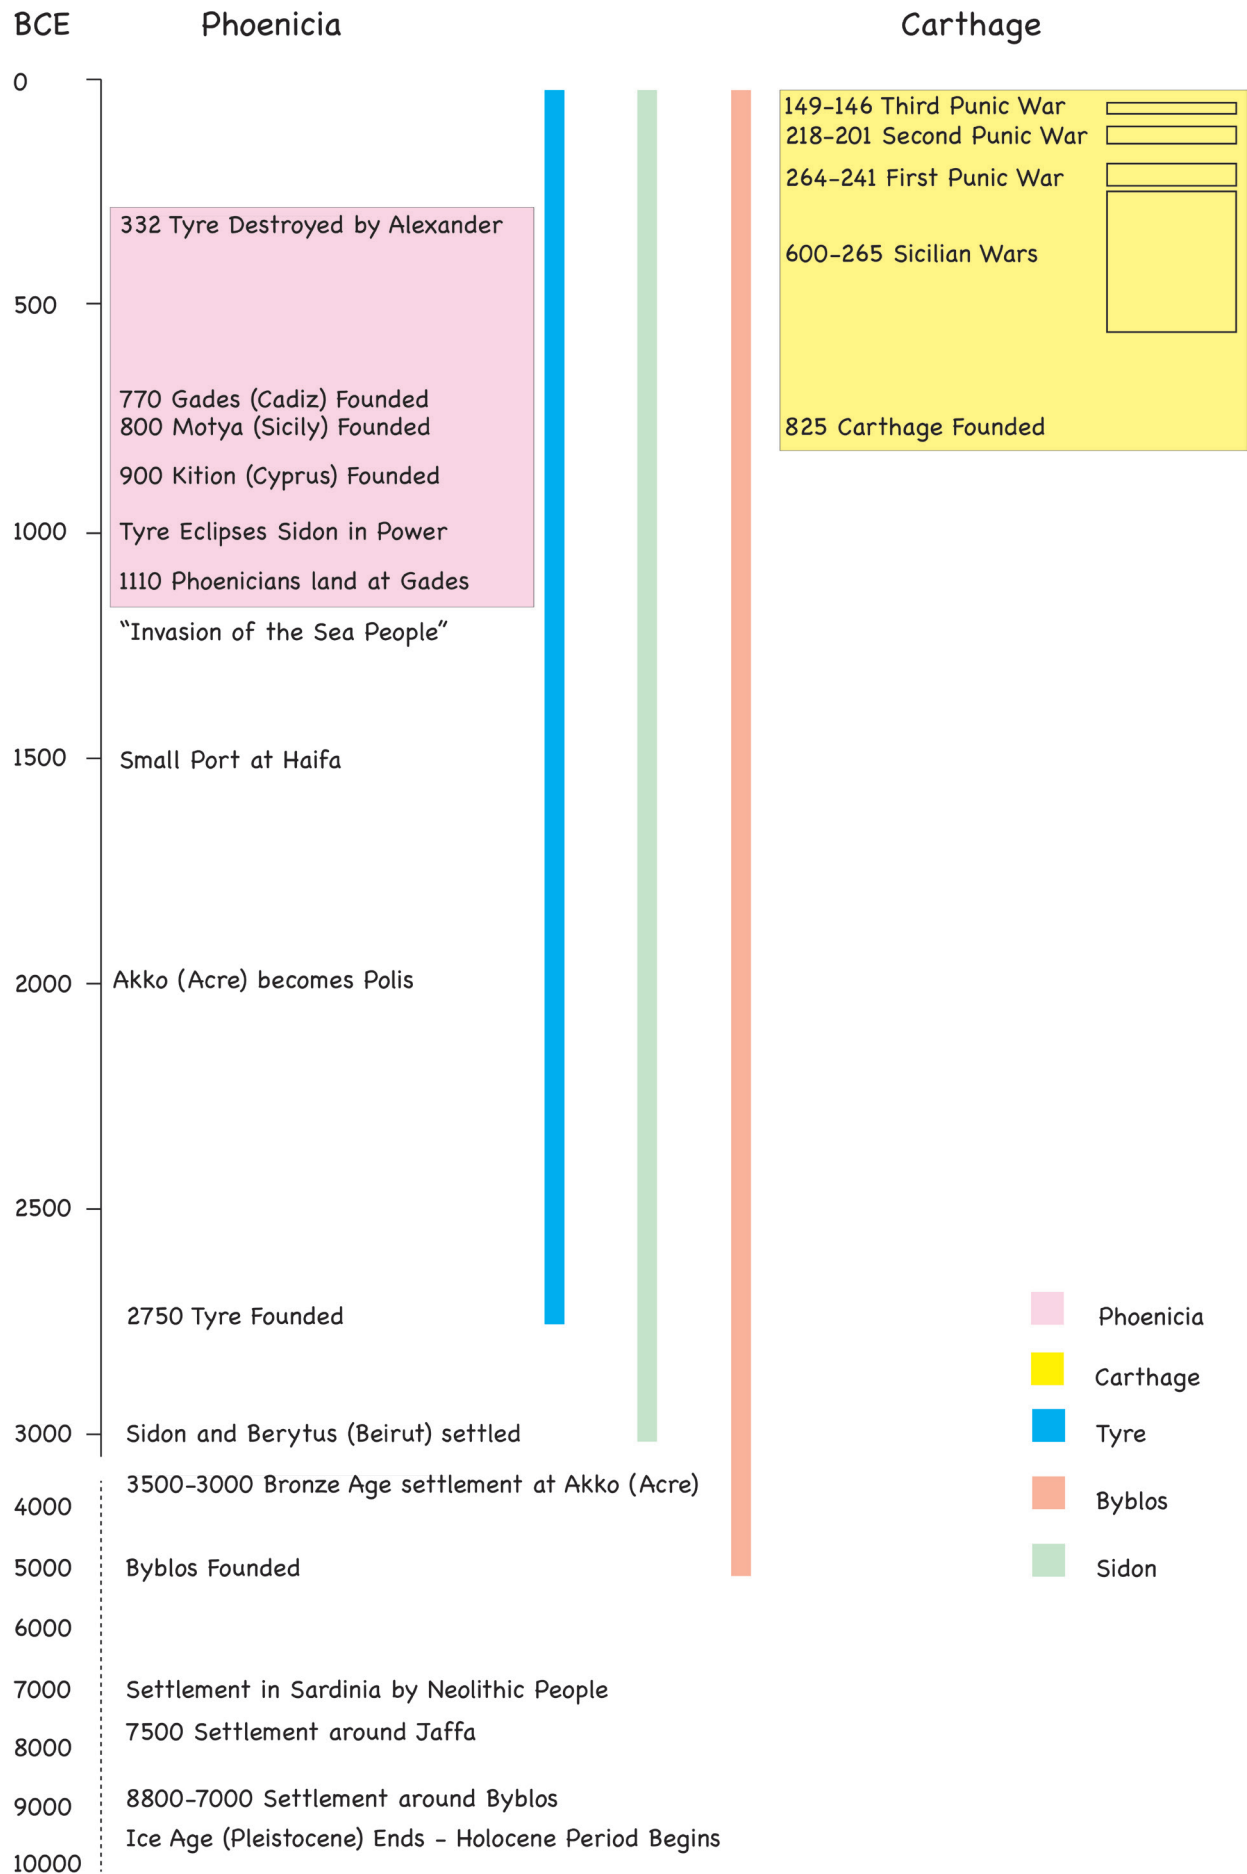 BCE
Phoenicia
Carthage
0
149-146 Third Punic War
218-201 Second Punic War
264-241 First Punic War
332 Tyre Destroyed by Alexander
600-265 Sicilian Wars
500
770 Gades (Cadiz) Founded
800 Motya (Sicily) Founded
825 Carthage Founded
900 Kition (Cyprus) Founded
1000
Tyre Eclipses Sidon in Power
1110 Phoenicians land at Gades
“Invasion of the Sea People”
1500
Small Port at Haifa
2000
Akko (Acre) becomes Polis
2500
2750 Tyre Founded
3000
Sidon and Berytus (Beirut) settled
3500-3000 Bronze Age settlement at Akko (Acre)
4000
5000
Byblos Founded
6000
7000
Settlement in Sardinia by Neolithic People
7500 Settlement around Jaffa
8000
8800-7000 Settlement around Byblos
9000
Ice Age (Pleistocene) Ends - Holocene Period Begins
10000
Phoenicia
Carthage
Tyre
Byblos
Sidon